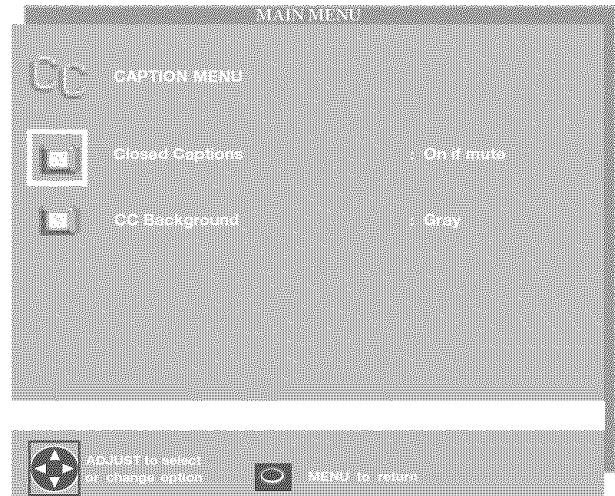 MAIN MENU
CC CAPTION MENU
Closed Captions : On if mute
CC Background : Gray
ADJUST to select
or change option
MENU to return